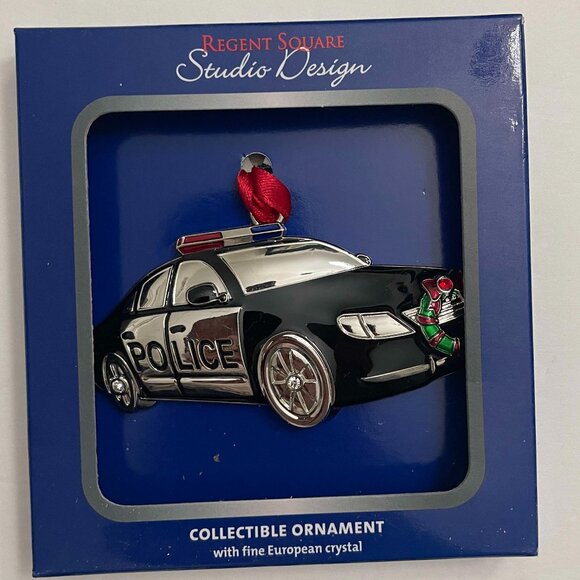 REGENT SQUARE
Studio Design
POLICE
COLLECTIBLE ORNAMENT
with fine European crystal